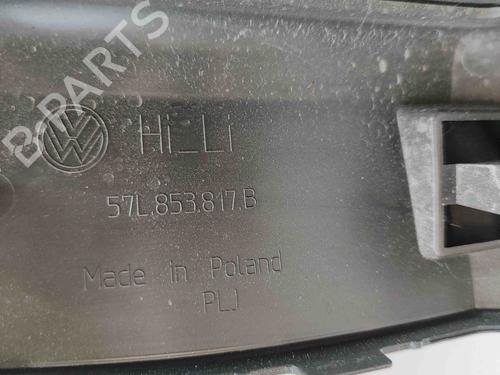 B-PARTS
Hi_Li
57L.853.817.B
Made in Poland
PLJ